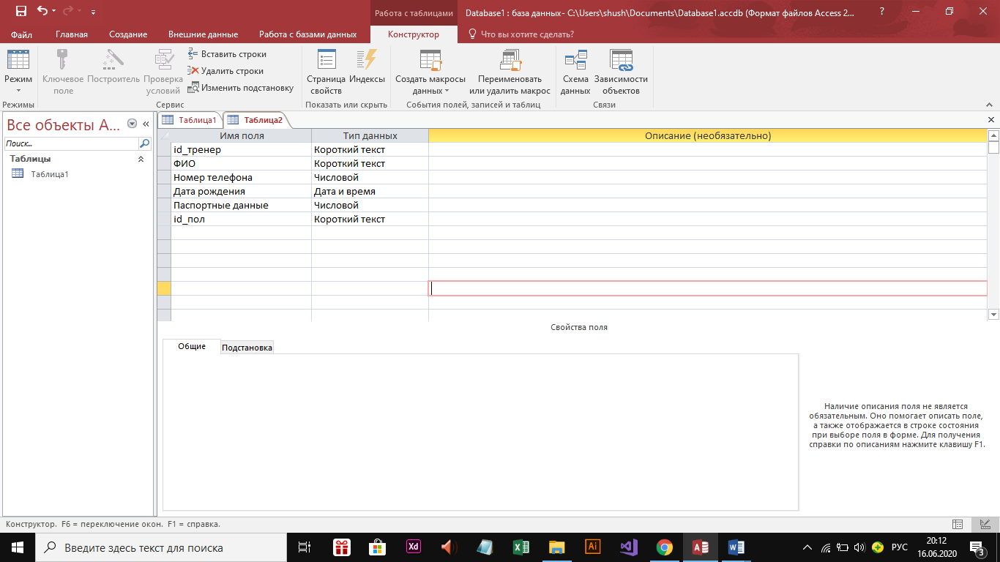 Работа с таблицами
Database1 : база данных- C:\Users\shush\Documents\Database1.accdb (Формат файлов Access 2...
?
Файл
Главная
Создание
Внешние данные
Работа с базами данных
Конструктор
Что вы хотите сделать?
Режим
Ключевое поле
Построитель
Проверка условий
Вставить строки
Удалить строки
Изменить подстановку
Страница свойств
Индексы
Создать макросы данных
Переименовать или удалить макрос
Схема данных
Зависимости объектов
Режимы
Сервис
Показать или скрыть
События полей, записей и таблиц
Связи
Все объекты A...
Поиск...
Таблицы
Таблица1
Таблица1
Таблица2
Имя поля Тип данных Описание (необязательно)
id_тренер Короткий текст
ФИО Короткий текст
Номер телефона Числовой
Дата рождения Дата и время
Паспортные данные Числовой
id_пол Короткий текст
Свойства поля
Общие
Подстановка
Наличие описания поля не является
обязательным. Оно помогает описать поле,
а также отображается в строке состояния
при выборе поля в форме. Для получения
справки по описаниям нажмите клавишу F1.
Конструктор. F6 = переключение окон. F1 = справка.
Введите здесь текст для поиска
Xd
Ai
РУС
20:12
16.06.2020
3